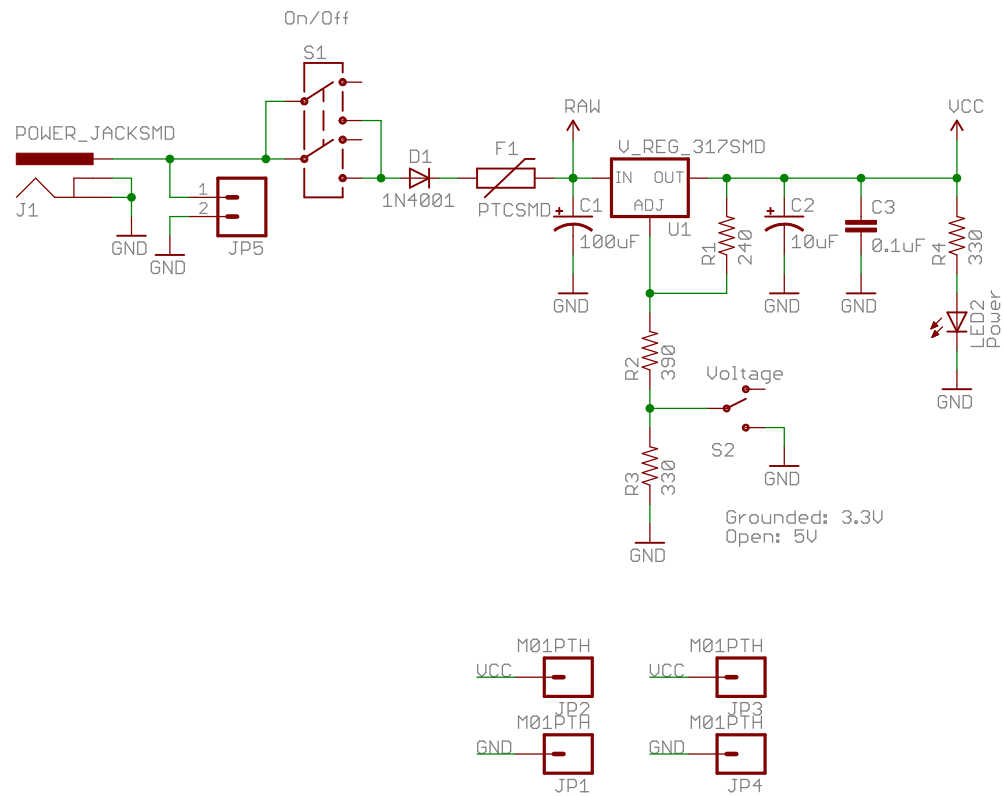 On/Off
S1
POWER_JACKSMD
J1
GND
1
2
JP5
GND
D1
1N4001
F1
PTCSMD
RAW
C1
100uF
GND
V_REG_317SMD
IN
OUT
ADJ
U1
R1
240
C2
10uF
GND
C3
0.1uF
GND
VCC
R4
330
LED2
Power
GND
R2
390
Voltage
S2
GND
R3
330
GND
Grounded: 3.3V
Open: 5V
M01PTH
VCC
JP2
M01PTH
VCC
JP3
M01PTH
GND
JP1
M01PTH
GND
JP4